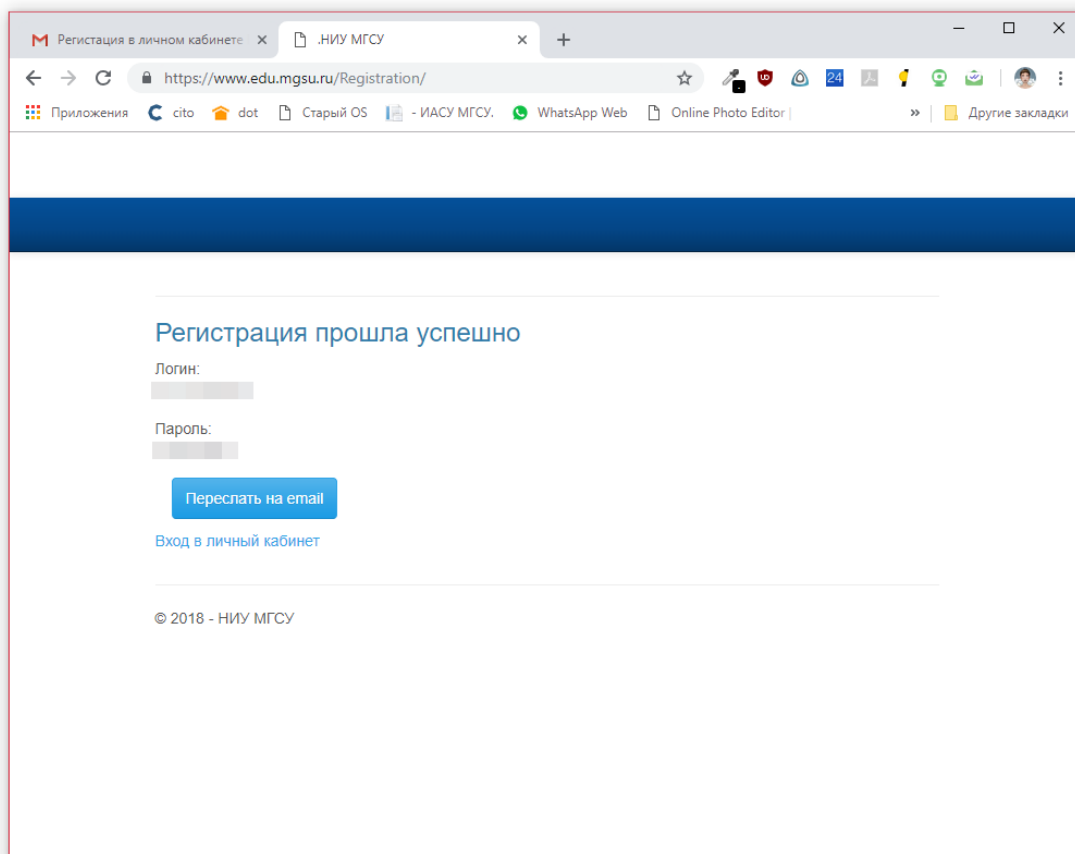 Регистация в личном кабинете
.НИУ МГСУ
https://www.edu.mgsu.ru/Registration/
24
Приложения
cito
dot
Старый OS
- ИАСУ МГСУ.
WhatsApp Web
Online Photo Editor |
»
Другие закладки
Регистрация прошла успешно
Логин:
Пароль:
Переслать на email
Вход в личный кабинет
© 2018 - НИУ МГСУ